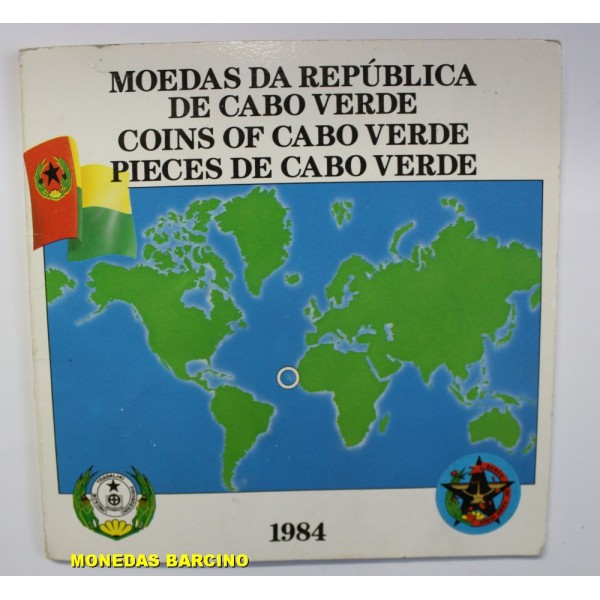 MOEDAS DA REPÚBLICA
DE CABO VERDE
COINS OF CABO VERDE
PIECES DE CABO VERDE
1984
MONEDAS BARCINO